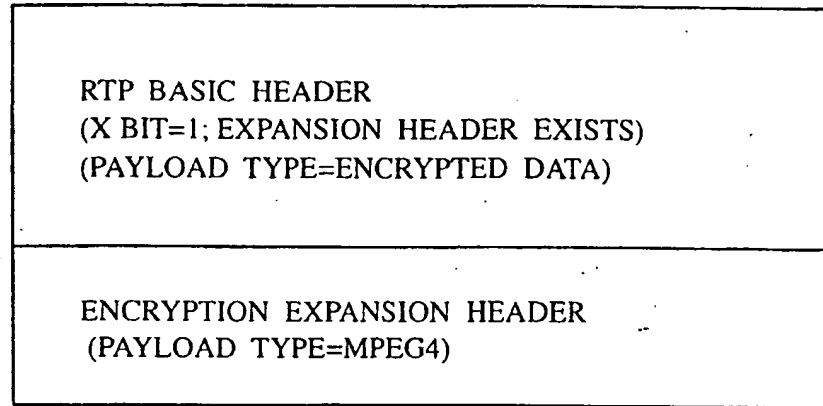 RTP BASIC HEADER
(X BIT=1; EXPANSION HEADER EXISTS)
(PAYLOAD TYPE=ENCRYPTED DATA)
ENCRYPTION EXPANSION HEADER
(PAYLOAD TYPE=MPEG4)